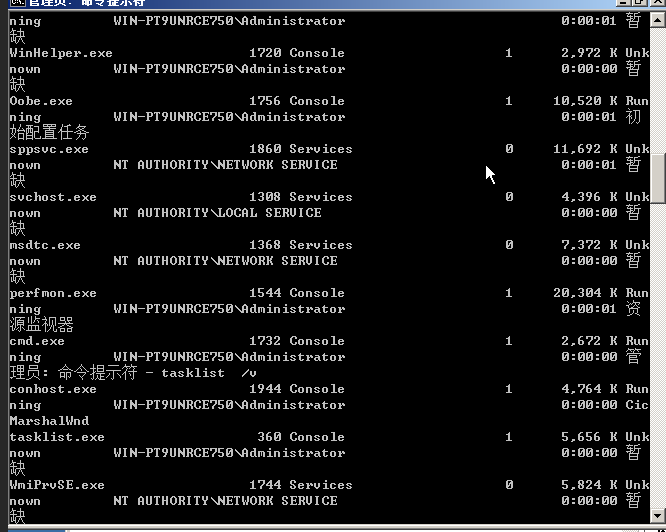 管理员: 命令提示符
ning WIN-PT9UNRCE750\Administrator 0:00:01 暂
缺
WinHelper.exe 1720 Console 1 2,972 K Unk
nown WIN-PT9UNRCE750\Administrator 0:00:00 暂
缺
Oobe.exe 1756 Console 1 10,520 K Run
ning WIN-PT9UNRCE750\Administrator 0:00:01 初
始配置任务
sppsvc.exe 1860 Services 0 11,692 K Unk
nown NT AUTHORITY\NETWORK SERVICE 0:00:01 暂
缺
svchost.exe 1308 Services 0 4,396 K Unk
nown NT AUTHORITY\LOCAL SERVICE 0:00:00 暂
缺
msdtc.exe 1368 Services 0 7,372 K Unk
nown NT AUTHORITY\NETWORK SERVICE 0:00:00 暂
缺
perfmon.exe 1544 Console 1 20,304 K Run
ning WIN-PT9UNRCE750\Administrator 0:00:01 资
源监视器
cmd.exe 1732 Console 1 2,672 K Run
ning WIN-PT9UNRCE750\Administrator 0:00:00 管
理员: 命令提示符 - tasklist /v
conhost.exe 1944 Console 1 4,764 K Run
ning WIN-PT9UNRCE750\Administrator 0:00:00 Cic
MarshalWnd
tasklist.exe 360 Console 1 5,656 K Unk
nown WIN-PT9UNRCE750\Administrator 0:00:00 暂
缺
WmiPrvSE.exe 1744 Services 0 5,824 K Unk
nown NT AUTHORITY\NETWORK SERVICE 0:00:00 暂
缺